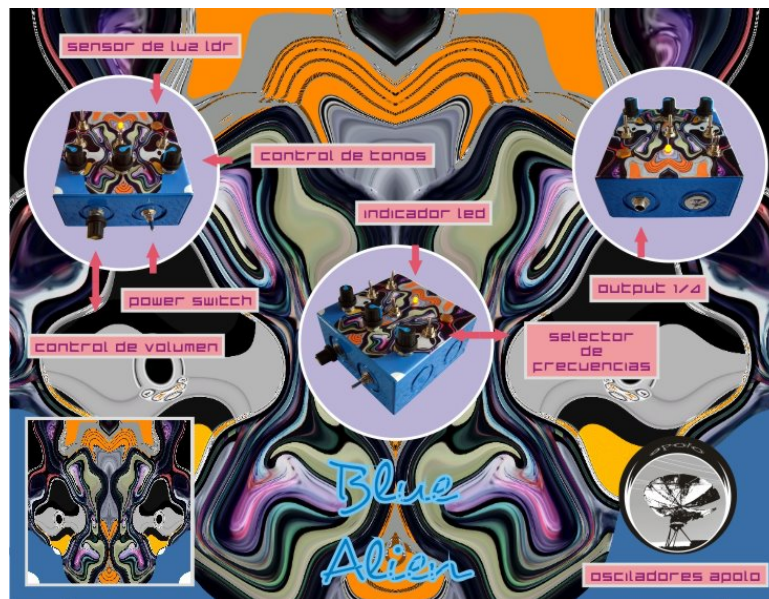 sensor de luz ldr
control de tonos
indicador led
power switch
output 1/4
control de volumen
selector
de
frecuencias
apolo
Blue
Alien
osciladores apolo